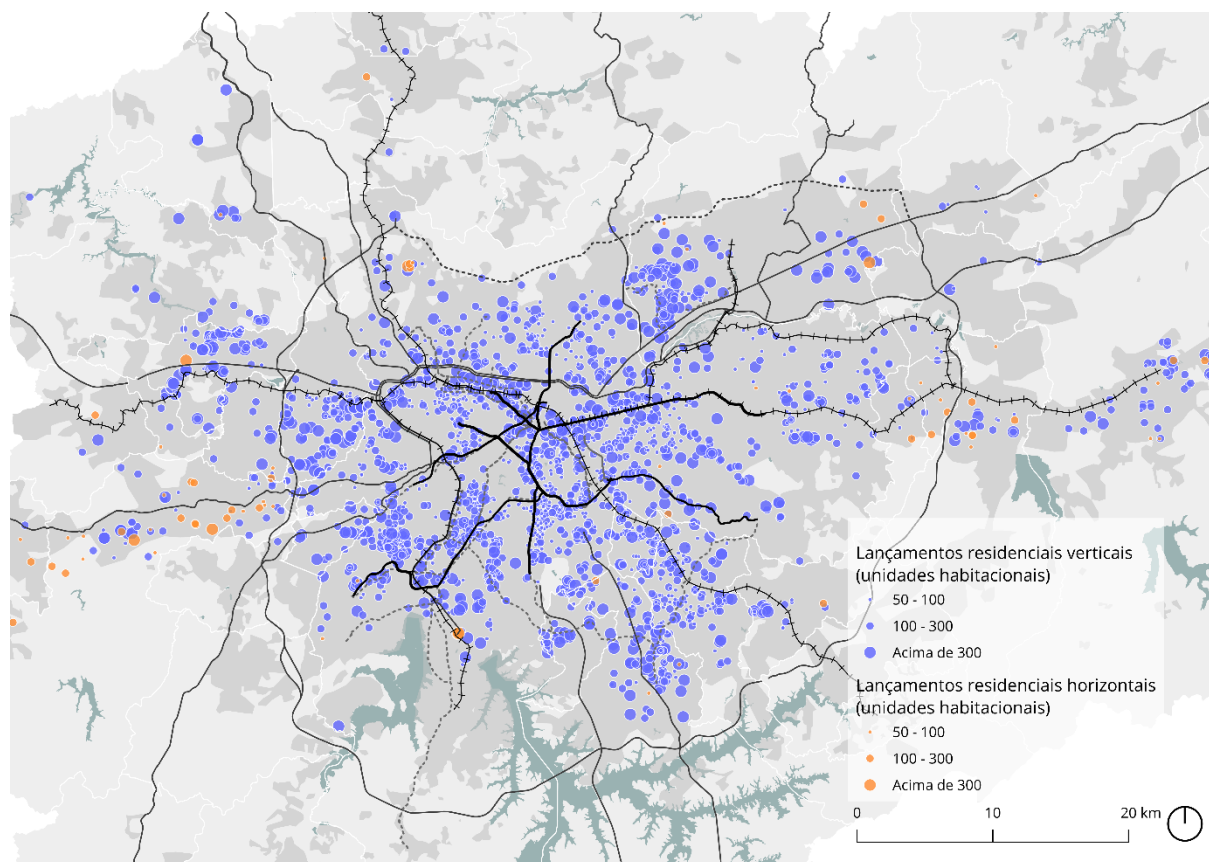 Lançamentos residenciais verticais
(unidades habitacionais)
50 - 100
100 - 300
Acima de 300
Lançamentos residenciais horizontais
(unidades habitacionais)
50 - 100
100 - 300
Acima de 300
0 10 20 km